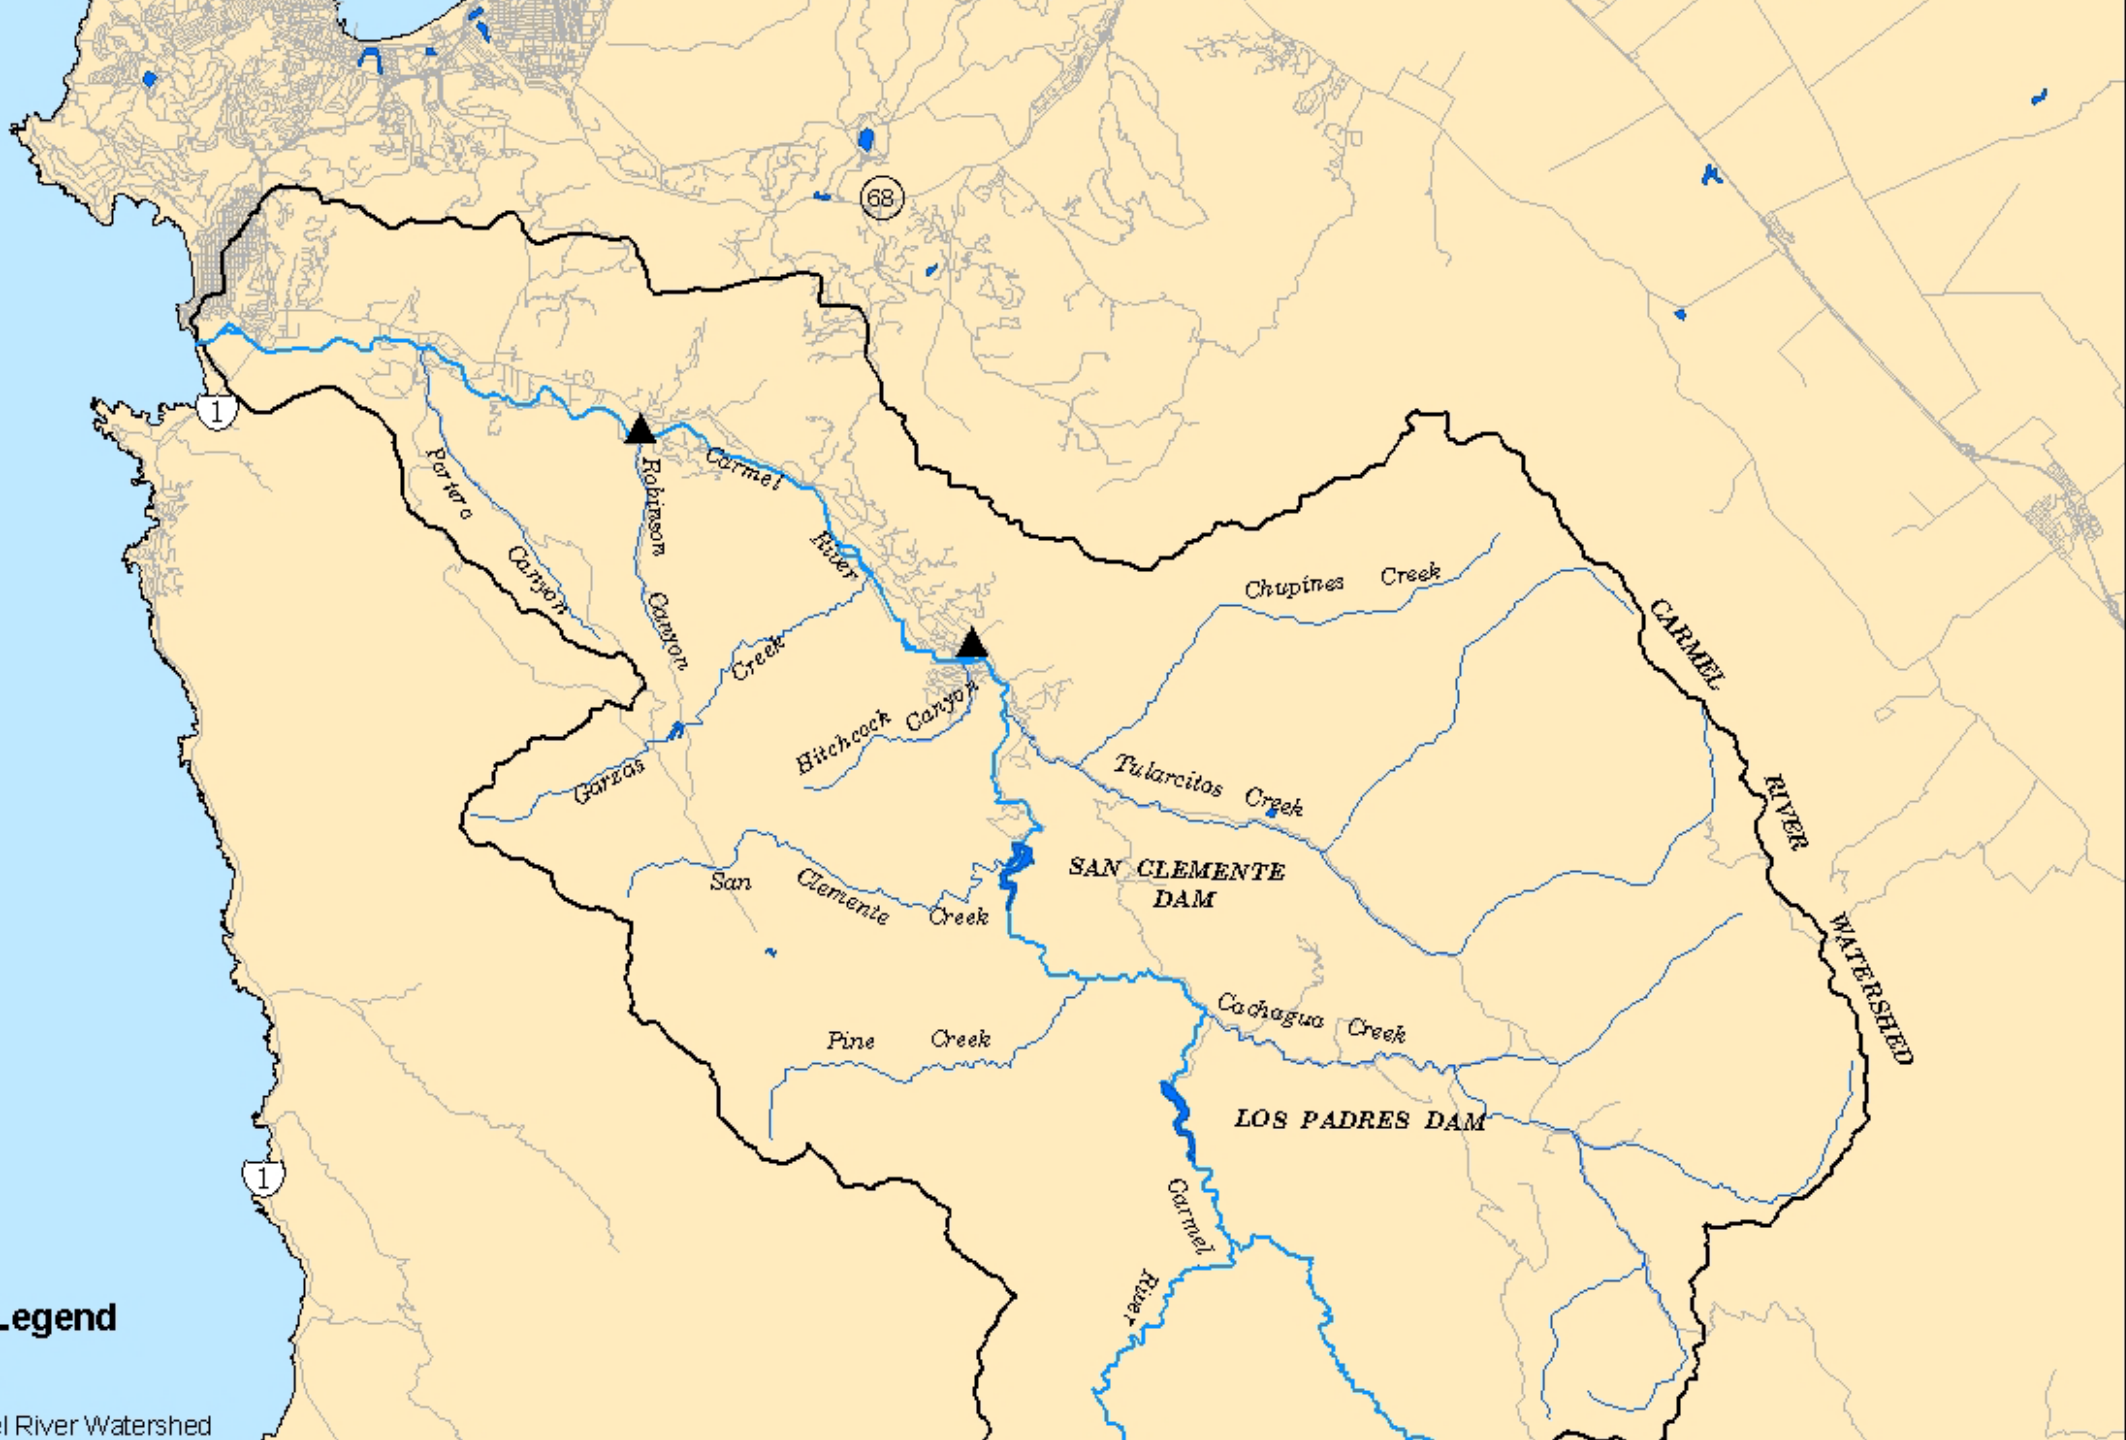 68
1
Carmel
River
Portero
Canyon
Robinson
Canyon
Chupines Creek
CARMEL
RIVER
WATERSHED
Garzas
Creek
Hitchcock Canyon
Tularcitos Creek
SAN CLEMENTE
DAM
San
Clemente
Creek
Cachagua Creek
Pine Creek
LOS PADRES DAM
Carmel
River
1
Legend
el River Watershed